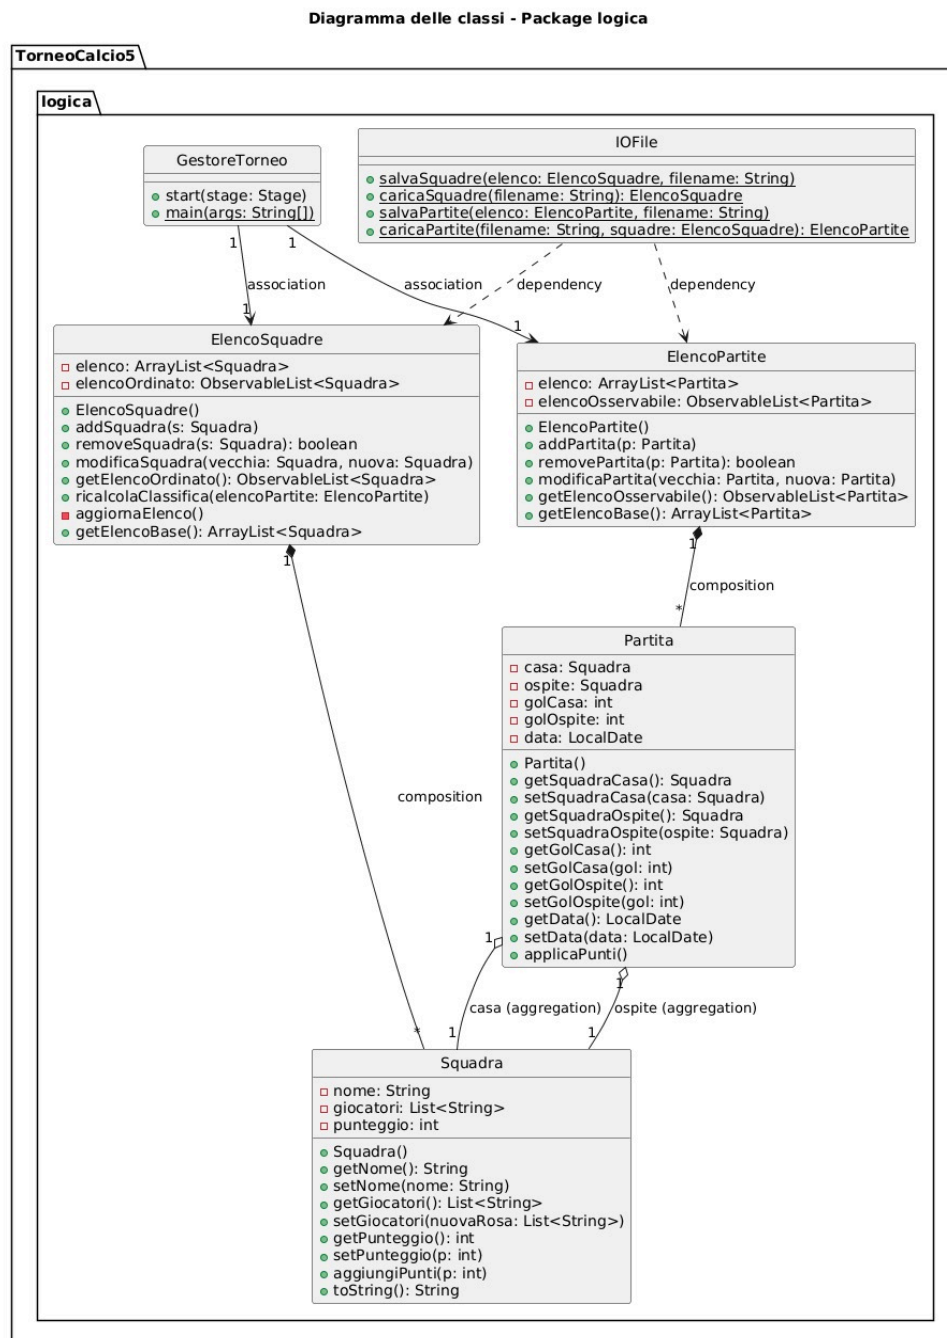 Diagramma delle classi - Package logica
TorneoCalcio5
logica
GestoreTorneo
start(stage: Stage)
main(args: String[])
IOFile
salvaSquadre(elenco: ElencoSquadre, filename: String)
caricaSquadre(filename: String): ElencoSquadre
salvaPartite(elenco: ElencoPartite, filename: String)
caricaPartite(filename: String, squadre: ElencoSquadre): ElencoPartite
1
1
association
association
dependency
dependency
1
1
ElencoSquadre
elenco: ArrayList<Squadra>
elencoOrdinato: ObservableList<Squadra>
ElencoSquadre()
addSquadra(s: Squadra)
removeSquadra(s: Squadra): boolean
modificaSquadra(vecchia: Squadra, nuova: Squadra)
getElencoOrdinato(): ObservableList<Squadra>
ricalcolaClassifica(elencoPartite: ElencoPartite)
aggiornaElenco()
getElencoBase(): ArrayList<Squadra>
ElencoPartite
elenco: ArrayList<Partita>
elencoOsservabile: ObservableList<Partita>
ElencoPartite()
addPartita(p: Partita)
removePartita(p: Partita): boolean
modificaPartita(vecchia: Partita, nuova: Partita)
getElencoOsservabile(): ObservableList<Partita>
getElencoBase(): ArrayList<Partita>
1
1
composition
*
Partita
casa: Squadra
ospite: Squadra
golCasa: int
golOspite: int
data: LocalDate
Partita()
getSquadraCasa(): Squadra
setSquadraCasa(casa: Squadra)
getSquadraOspite(): Squadra
setSquadraOspite(ospite: Squadra)
getGolCasa(): int
setGolCasa(gol: int)
getGolOspite(): int
setGolOspite(gol: int)
getData(): LocalDate
setData(data: LocalDate)
applicaPunti()
composition
1
1
casa (aggregation)
ospite (aggregation)
*
1
1
Squadra
nome: String
giocatori: List<String>
punteggio: int
Squadra()
getNome(): String
setNome(nome: String)
getGiocatori(): List<String>
setGiocatori(nuovaRosa: List<String>)
getPunteggio(): int
setPunteggio(p: int)
aggiungiPunti(p: int)
toString(): String